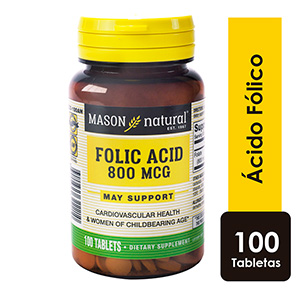 MASON natural
EST. 1967
FOLIC ACID
800 MCG
MAY SUPPORT
CARDIOVASCULAR HEALTH
& WOMEN OF CHILDBEARING AGE*
100 TABLETS • DIETARY SUPPLEMENT
Ácido Fólico
100
Tabletas